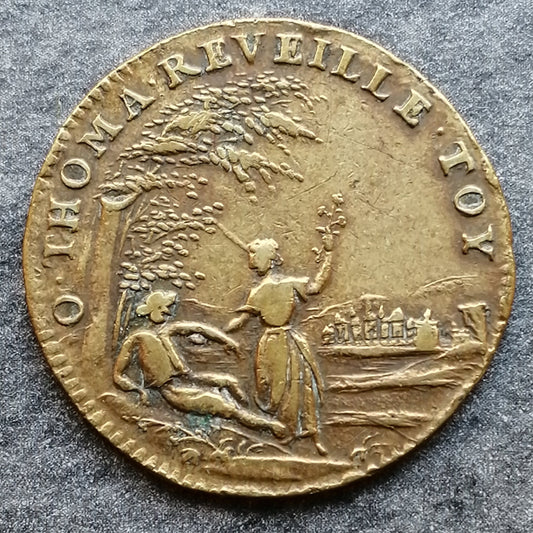 O · THOMA REVEILLE · TOY